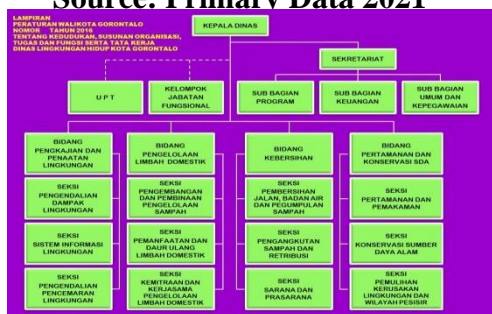 Source: Primary Data 2021
LAMPIRAN
PERATURAN WALIKOTA GORONTALO
NOMOR TAHUN 2016
TENTANG KEDUDUKAN, SUSUNAN ORGANISASI,
TUGAS DAN FUNGSI SERTA TATA KERJA
DINAS LINGKUNGAN HIDUP KOTA GORONTALO
KEPALA DINAS
SEKRETARIAT
U P T
KELOMPOK
JABATAN
FUNGSIONAL
SUB BAGIAN
PROGRAM
SUB BAGIAN
KEUANGAN
SUB BAGIAN
UMUM DAN
KEPEGAWAIAN
BIDANG
PENGKAJIAN DAN
PENAATAN
LINGKUNGAN
BIDANG
PENGELOLAAN
LIMBAH DOMESTIK
BIDANG
KEBERSIHAN
BIDANG
PERTAMANAN DAN
KONSERVASI SDA
SEKSI
PENGENDALIAN
DAMPAK
LINGKUNGAN
SEKSI
PENGEMBANGAN
DAN PEMBINAAN
PENGELOLAAN
SAMPAH
SEKSI
PEMBERSIHAN
JALAN, BADAN AIR
DAN PEGUMPULAN
SAMPAH
SEKSI
PERTAMANAN DAN
PEMAKAMAN
SEKSI
SISTEM INFORMASI
LINGKUNGAN
SEKSI
PEMANFAATAN DAN
DAUR ULANG
LIMBAH DOMESTIK
SEKSI
PENGANGKUTAN
SAMPAH DAN
RETRIBUSI
SEKSI
KONSERVASI SUMBER
DAYA ALAM
SEKSI
PENGENDALIAN
PENCEMARAN
LINGKUNGAN
SEKSI
KEMITRAAN DAN
KERJASAMA
PENGELOLAAN
LIMBAH DOMESTIK
SEKSI
SARANA DAN
PRASARANA
SEKSI
PEMULIHAN
KERUSAKAN
LINGKUNGAN DAN
WILAYAH PESISIR